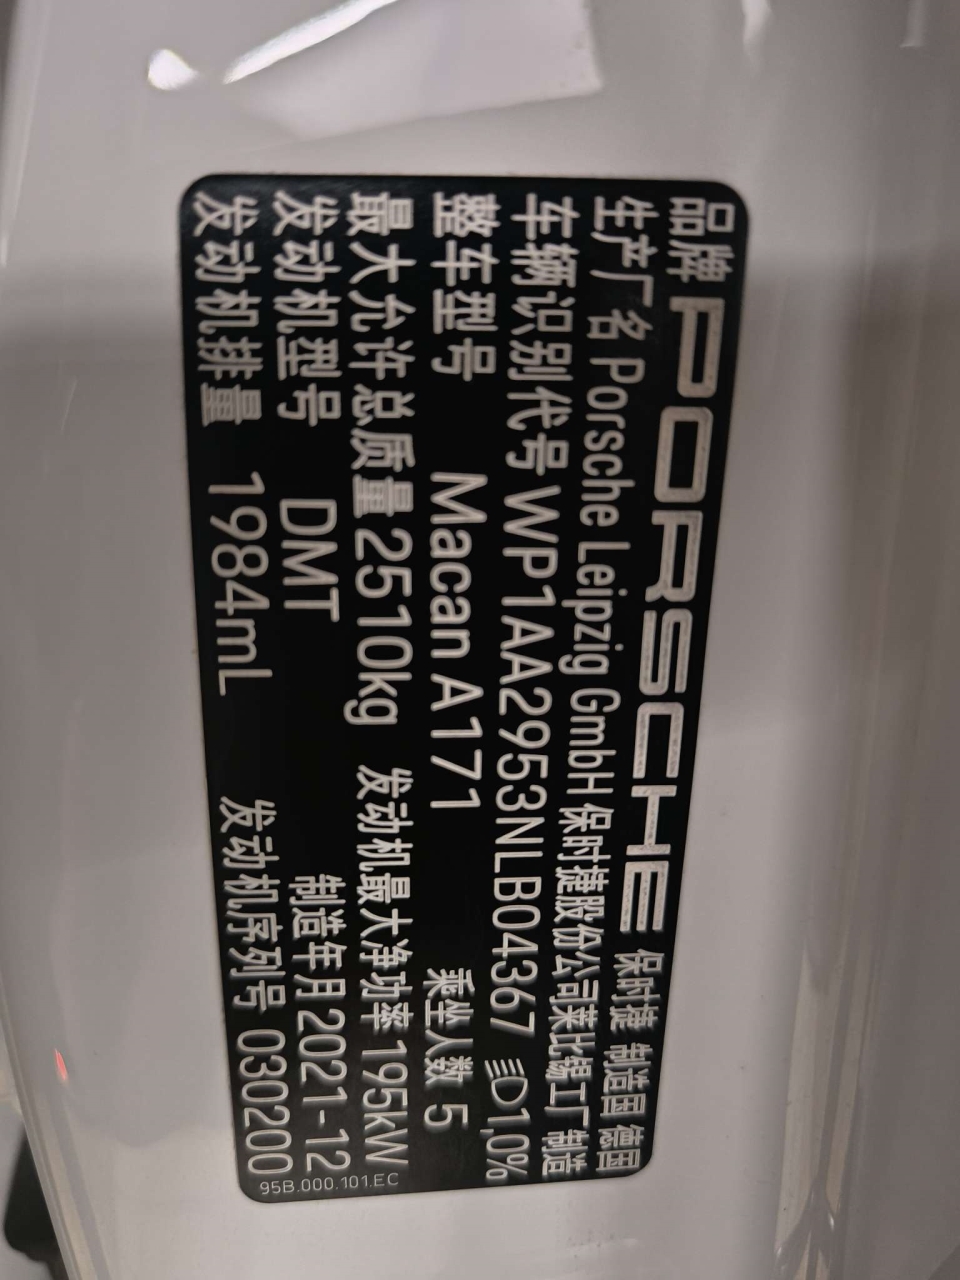 品牌 PORSCHE 保时捷 制造国 德国
生产厂名 Porsche Leipzig GmbH 保时捷股份公司莱比锡工厂 制造
车辆识别代号 WP1AA2953NLB04367 1,0%
整车型号 Macan A171 乘坐人数 5
最大允许总质量 2510kg 发动机最大净功率 195kW
发动机型号 DMT 制造年月 2021-12
发动机排量 1984mL 发动机序列号 030200
95B.000.101.EC